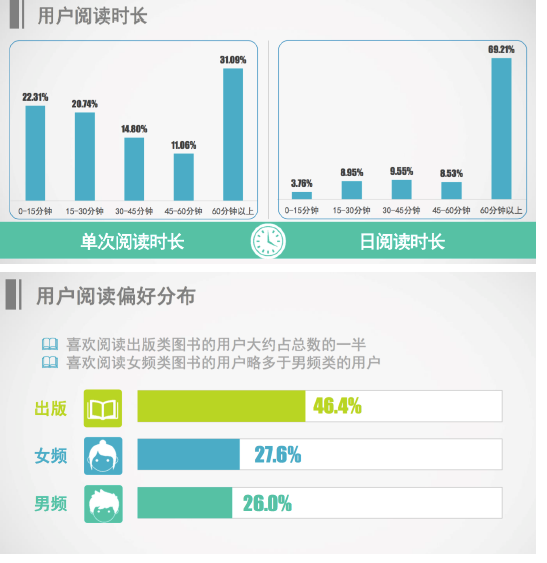 用户阅读时长
22.31%
20.74%
14.80%
11.06%
31.09%
0-15分钟 15-30分钟 30-45分钟 45-60分钟 60分钟以上
3.76%
8.95%
9.55%
8.53%
69.21%
0-15分钟 15-30分钟 30-45分钟 45-60分钟 60分钟以上
单次阅读时长 日阅读时长
用户阅读偏好分布
喜欢阅读出版类图书的用户大约占总数的一半
喜欢阅读女频类图书的用户略多于男频类的用户
出版 46.4%
女频 27.6%
男频 26.0%